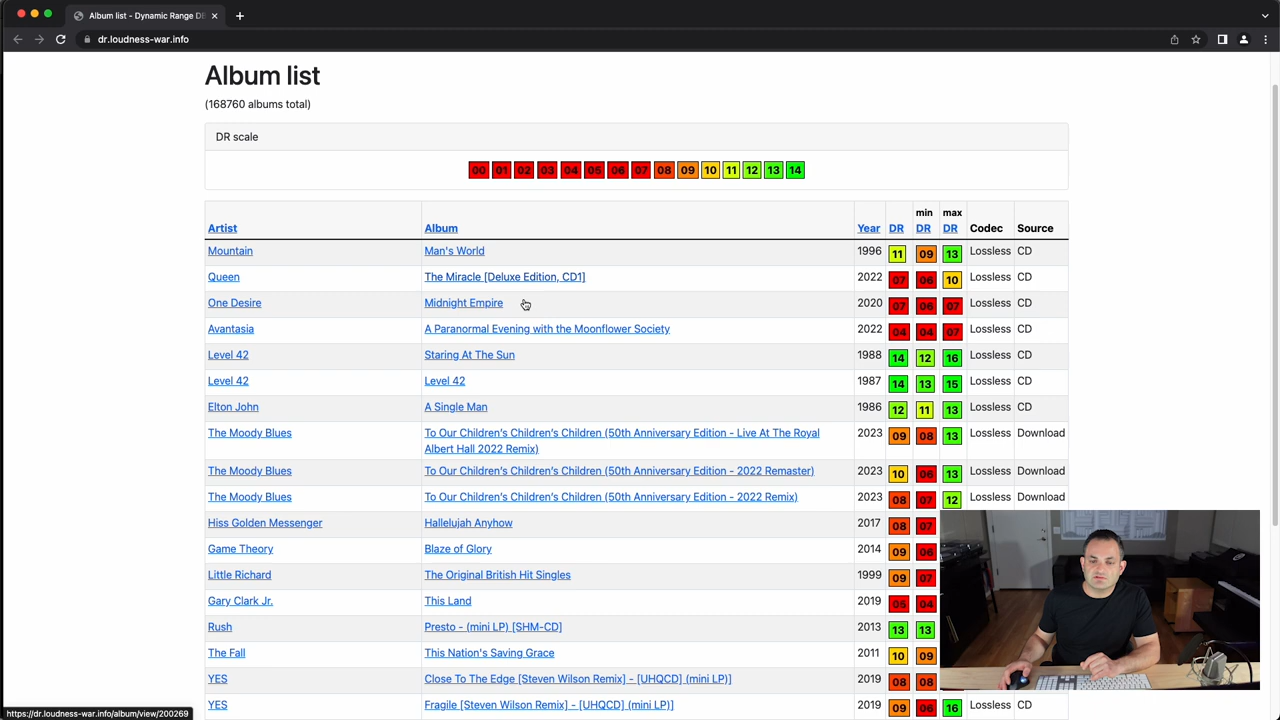 Album list - Dynamic Range DB
dr.loudness-war.info
Album list
(168760 albums total)
DR scale
00 01 02 03 04 05 06 07 08 09 10 11 12 13 14
Artist Album Year DR min DR max DR Codec Source
Mountain Man's World 1996 11 09 13 Lossless CD
Queen The Miracle [Deluxe Edition, CD1] 2022 07 06 10 Lossless CD
One Desire Midnight Empire 2020 07 06 07 Lossless CD
Avantasia A Paranormal Evening with the Moonflower Society 2022 04 04 07 Lossless CD
Level 42 Staring At The Sun 1988 14 12 16 Lossless CD
Level 42 Level 42 1987 14 13 15 Lossless CD
Elton John A Single Man 1986 12 11 13 Lossless CD
The Moody Blues To Our Children's Children's Children (50th Anniversary Edition - Live At The Royal 2023 09 08 13 Lossless Download
Albert Hall 2022 Remix)
The Moody Blues To Our Children's Children's Children (50th Anniversary Edition - 2022 Remaster) 2023 10 06 13 Lossless Download
The Moody Blues To Our Children's Children's Children (50th Anniversary Edition - 2022 Remix) 2023 08 07 12 Lossless Download
Hiss Golden Messenger Hallelujah Anyhow 2017 08 07
Game Theory Blaze of Glory 2014 09 06
Little Richard The Original British Hit Singles 1999 09 07
Gary Clark Jr. This Land 2019 05 04
Rush Presto - (mini LP) [SHM-CD] 2013 13 13
The Fall This Nation's Saving Grace 2011 10 09
YES Close To The Edge [Steven Wilson Remix] - [UHQCD] (mini LP)] 2019 08 08
YES Fragile [Steven Wilson Remix] - [UHQCD] (mini LP)] 2019 09 06 16 Lossless CD
https://dr.loudness-war.info/album/view/200269